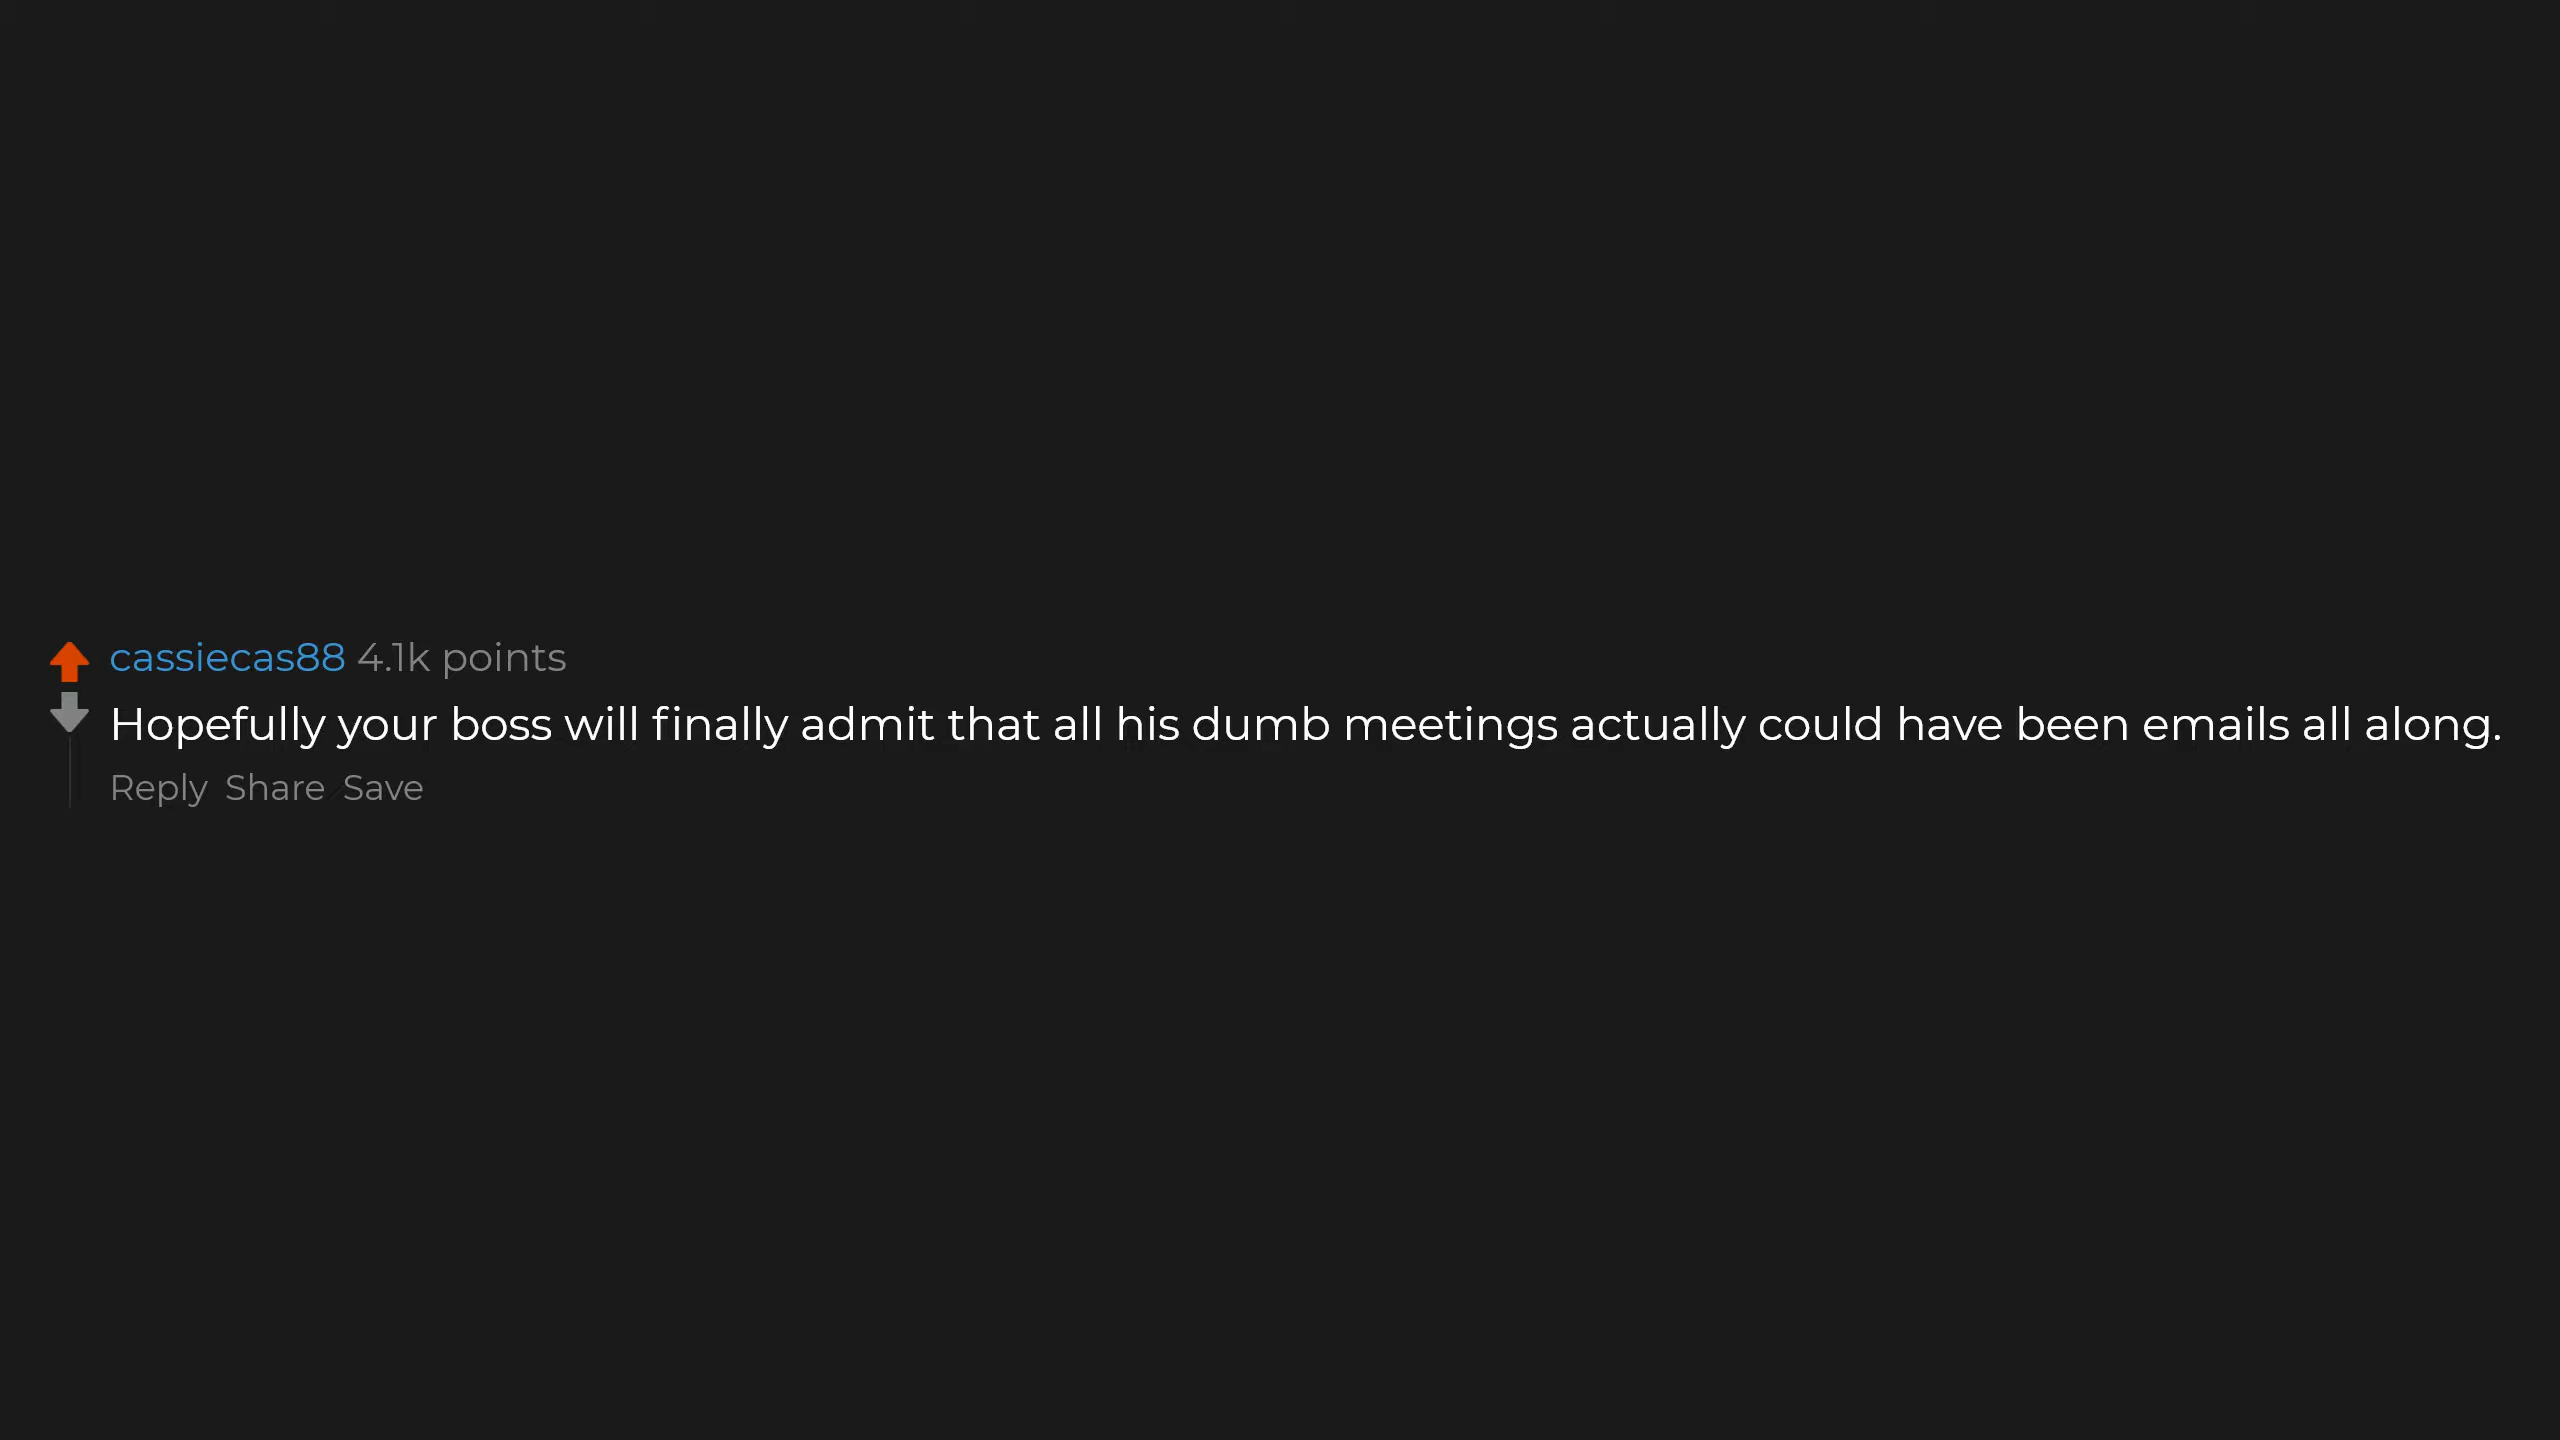 cassiecas88 4.1k points
Hopefully your boss will finally admit that all his dumb meetings actually could have been emails all along.
Reply Share Save